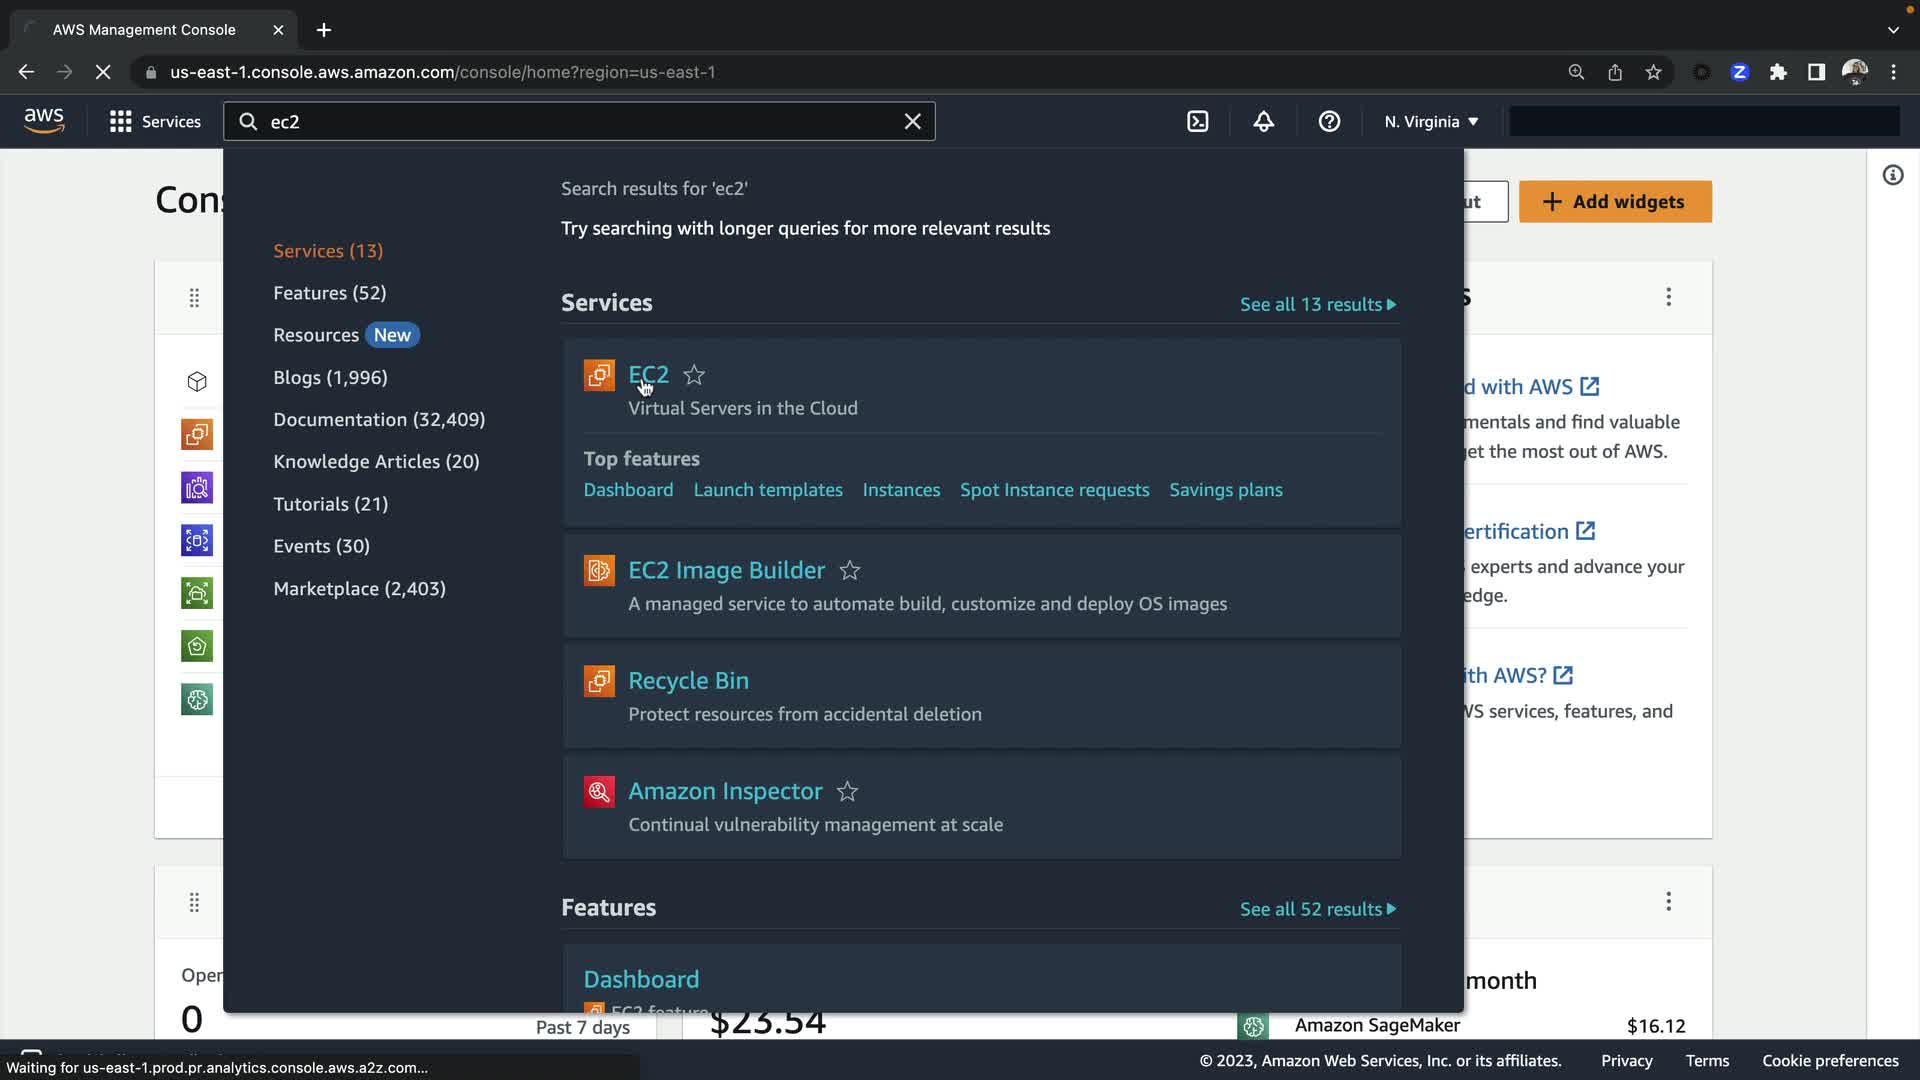 AWS Management Console
us-east-1.console.aws.amazon.com/console/home?region=us-east-1
aws
Services
ec2
N. Virginia
Search results for 'ec2'
Try searching with longer queries for more relevant results
Add widgets
Services (13)
Features (52)
Resources New
Blogs (1,996)
Documentation (32,409)
Knowledge Articles (20)
Tutorials (21)
Events (30)
Marketplace (2,403)
Services
See all 13 results
EC2
Virtual Servers in the Cloud
Top features
Dashboard Launch templates Instances Spot Instance requests Savings plans
EC2 Image Builder
A managed service to automate build, customize and deploy OS images
Recycle Bin
Protect resources from accidental deletion
Amazon Inspector
Continual vulnerability management at scale
Features
See all 52 results
Dashboard
EC2 feature
d with AWS
mentals and find valuable
get the most out of AWS.
ertification
experts and advance your
edge.
ith AWS?
WS services, features, and
Open
0
Past 7 days
$23.54
month
Amazon SageMaker
$16.12
Waiting for us-east-1.prod.pr.analytics.console.aws.a2z.com...
© 2023, Amazon Web Services, Inc. or its affiliates.
Privacy
Terms
Cookie preferences